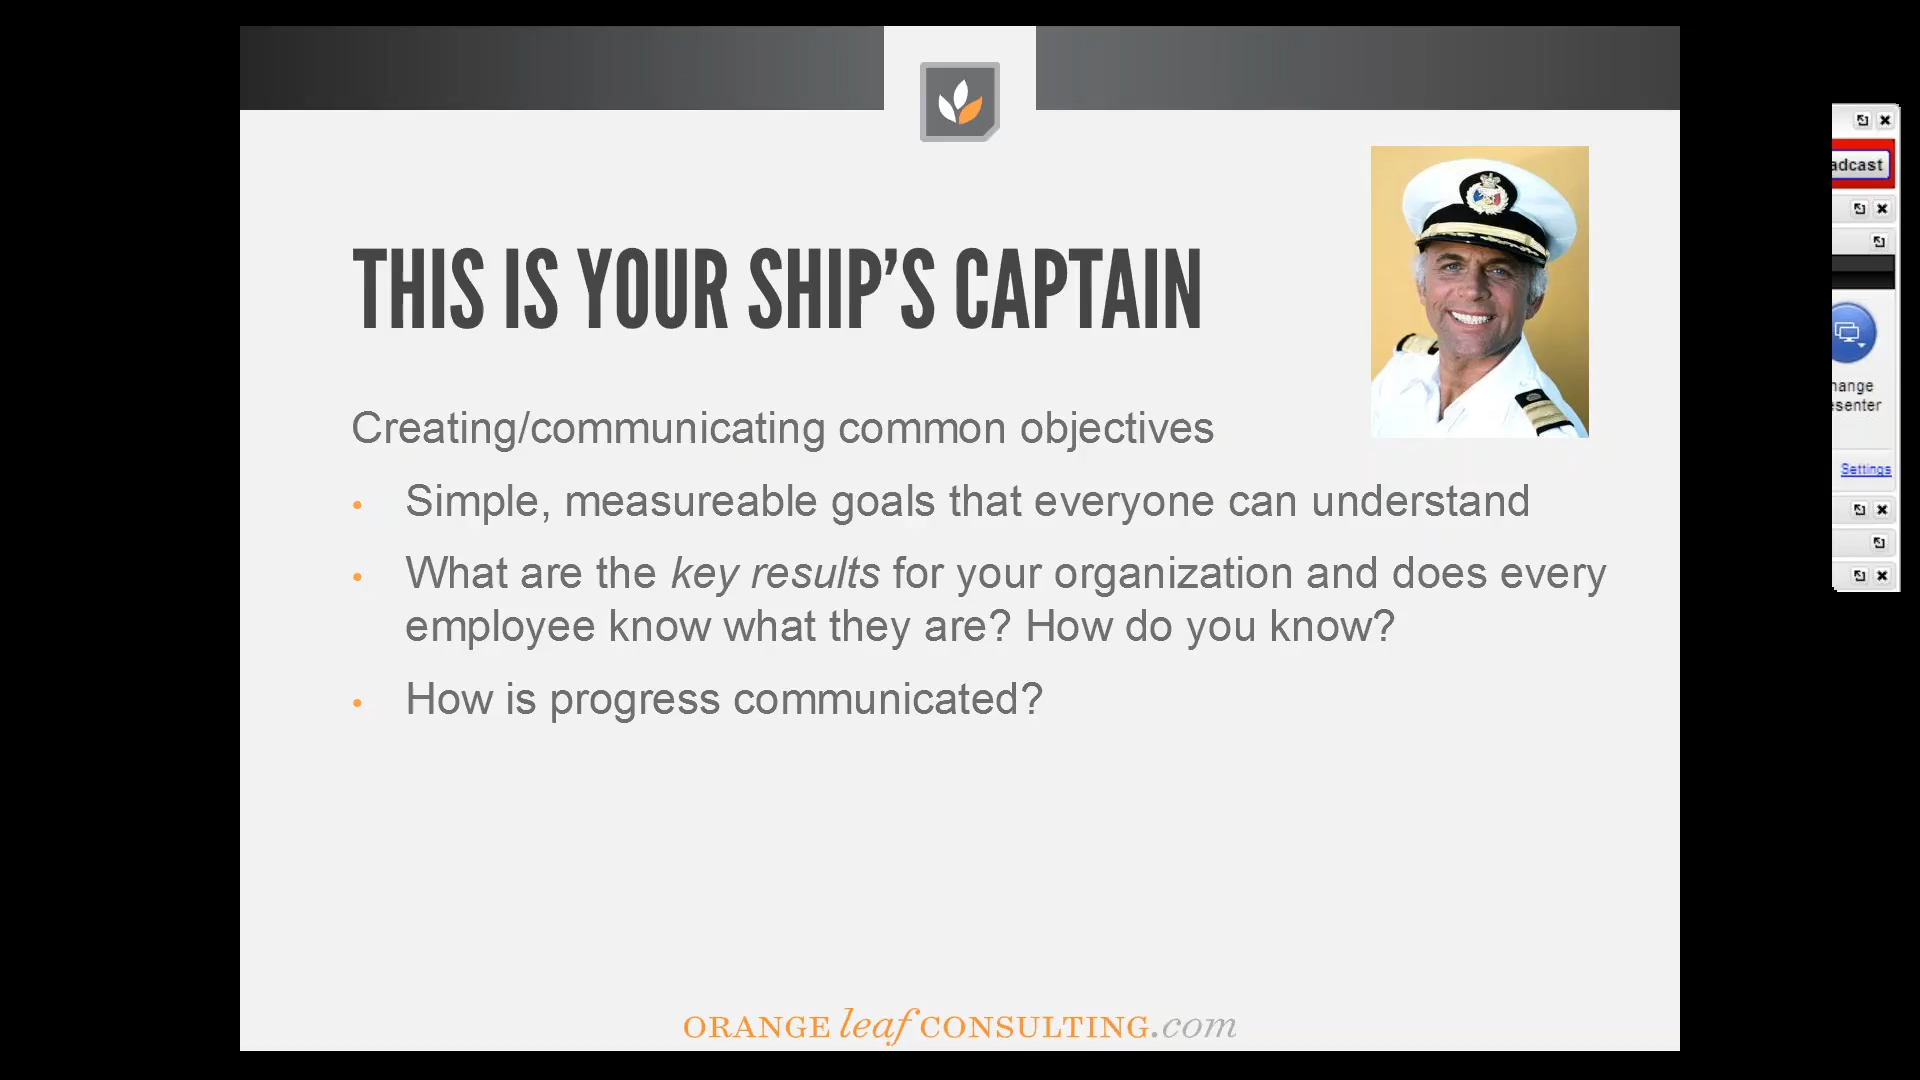 THIS IS YOUR SHIP’S CAPTAIN
Creating/communicating common objectives
• Simple, measureable goals that everyone can understand
• What are the key results for your organization and does every
employee know what they are? How do you know?
• How is progress communicated?
ORANGE leaf CONSULTING.com
adcast
hange
esenter
Settings